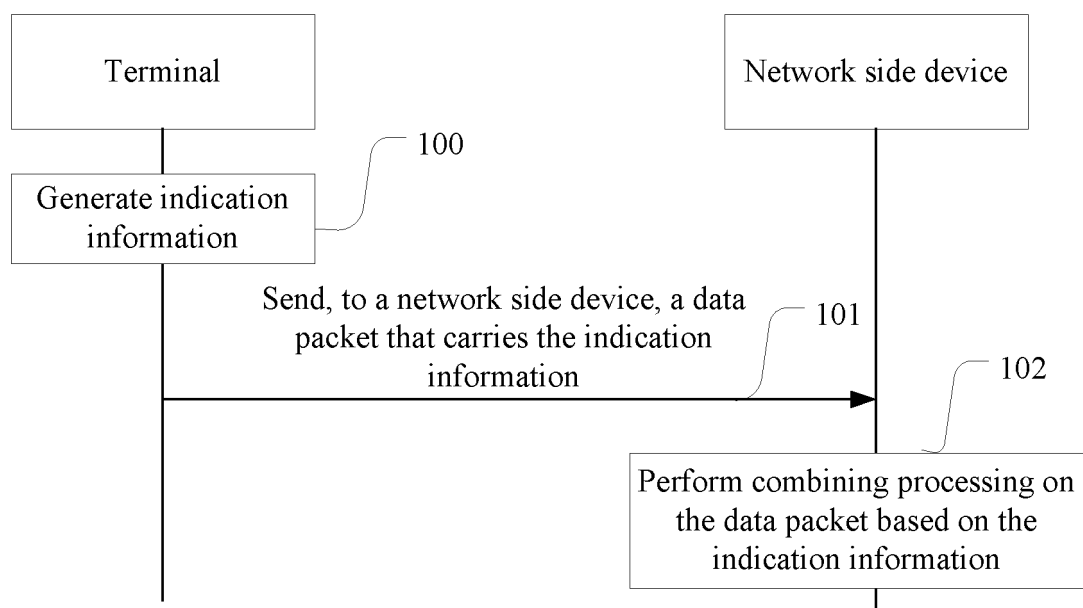 Terminal
Network side device
100
Generate indication
information
Send, to a network side device, a data
packet that carries the indication
information
101
102
Perform combining processing on
the data packet based on the
indication information